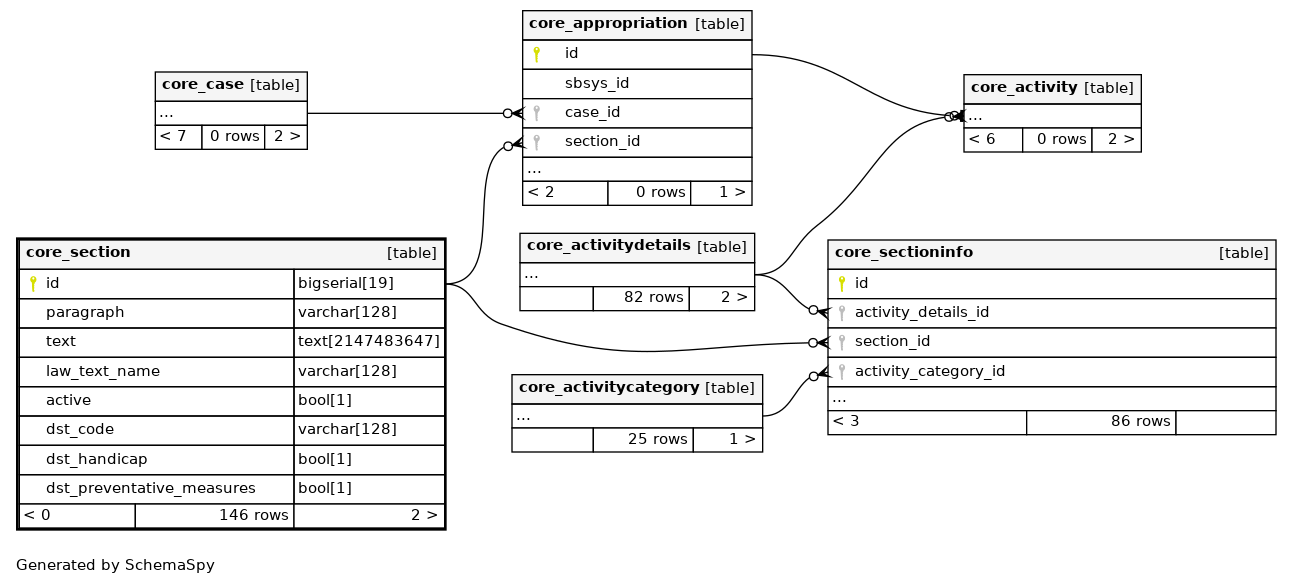 core_appropriation [table]
id
sbsys_id
case_id
section_id
...
< 2 0 rows 1 >
core_case [table]
...
< 7 0 rows 2 >
core_activity [table]
...
< 6 0 rows 2 >
core_section [table]
id bigserial[19]
paragraph varchar[128]
text text[2147483647]
law_text_name varchar[128]
active bool[1]
dst_code varchar[128]
dst_handicap bool[1]
dst_preventative_measures bool[1]
< 0 146 rows 2 >
core_activitydetails [table]
...
82 rows 2 >
core_sectioninfo [table]
id
activity_details_id
section_id
activity_category_id
...
< 3 86 rows
core_activitycategory [table]
...
25 rows 1 >
Generated by SchemaSpy